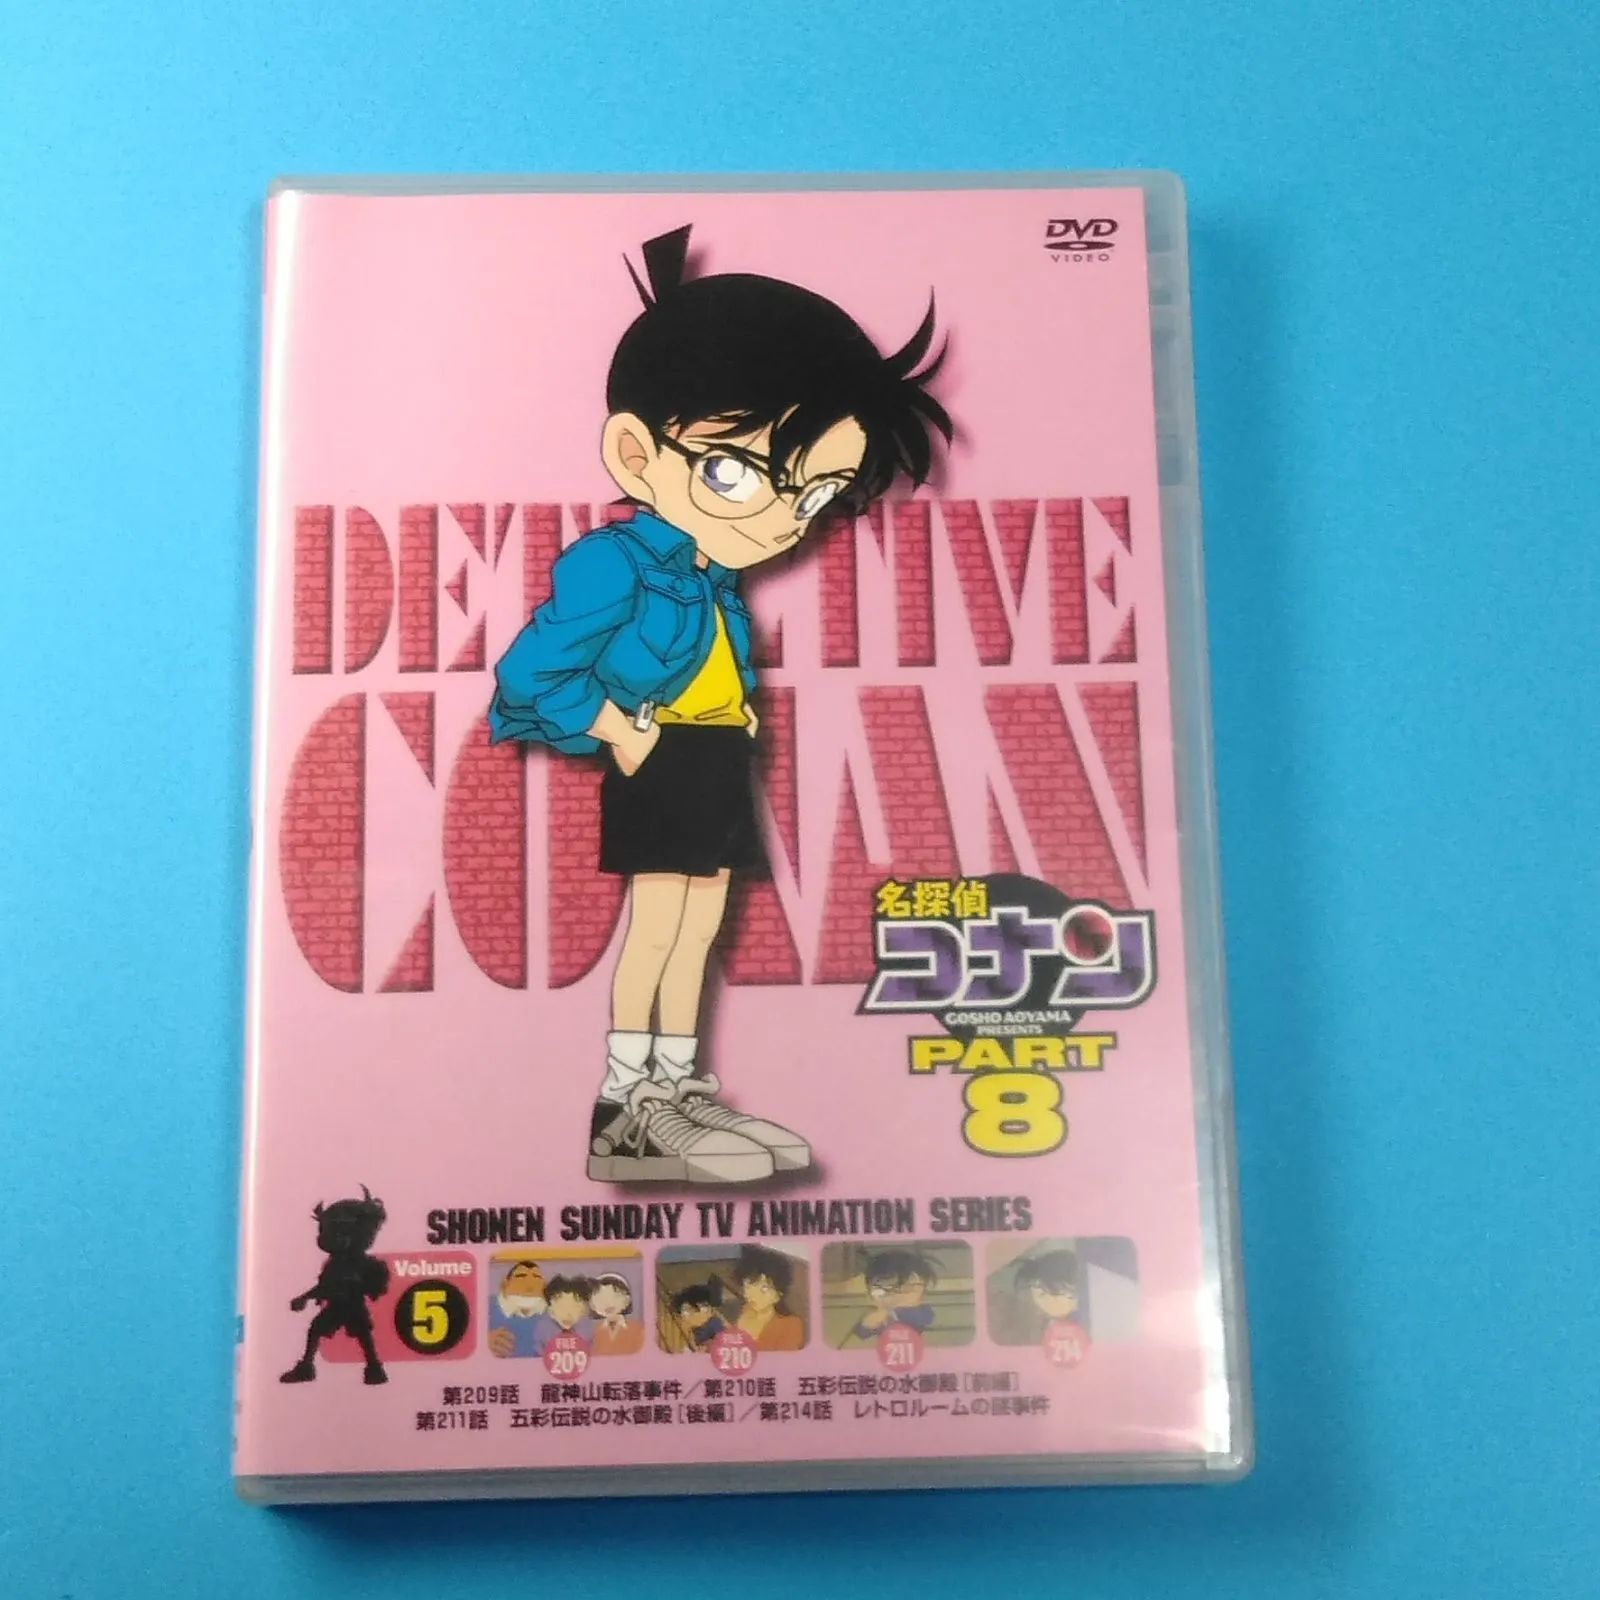 DVD
VIDEO
DETECTIVE
CONAN
名探偵
コナン
GOSHO AOYAMA
PRESENTS
PART
8
SHONEN SUNDAY TV ANIMATION SERIES
Volume
5
FILE
209
FILE
210
FILE
211
FILE
214
第209話 龍神山転落事件／第210話 五彩伝説の水御殿[前編]
第211話 五彩伝説の水御殿[後編]／第214話 レトロルームの謎事件